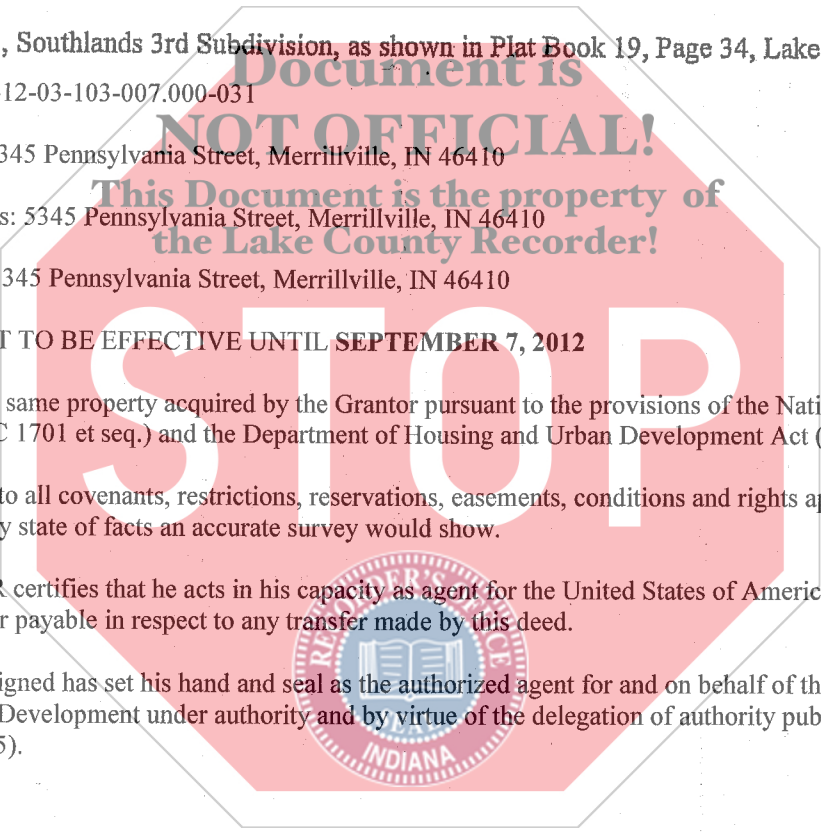 , Southlands 3rd Subdivision, as shown in Plat Book 19, Page 34, Lake
Document is
-12-03-103-007.000-031
NOT OFFICIAL!
345 Pennsylvania Street, Merrillville, IN 46410
This Document is the property of
s: 5345 Pennsylvania Street, Merrillville, IN 46410
the Lake County Recorder!
345 Pennsylvania Street, Merrillville, IN 46410
T TO BE EFFECTIVE UNTIL SEPTEMBER 7, 2012
STOP
same property acquired by the Grantor pursuant to the provisions of the Nati
C 1701 et seq.) and the Department of Housing and Urban Development Act (
to all covenants, restrictions, reservations, easements, conditions and rights ap
y state of facts an accurate survey would show.
R certifies that he acts in his capacity as agent for the United States of Americ
r payable in respect to any transfer made by this deed.
igned has set his hand and seal as the authorized agent for and on behalf of th
Development under authority and by virtue of the delegation of authority pub
5).
RECORDER'S OFFICE
SEAL
INDIANA